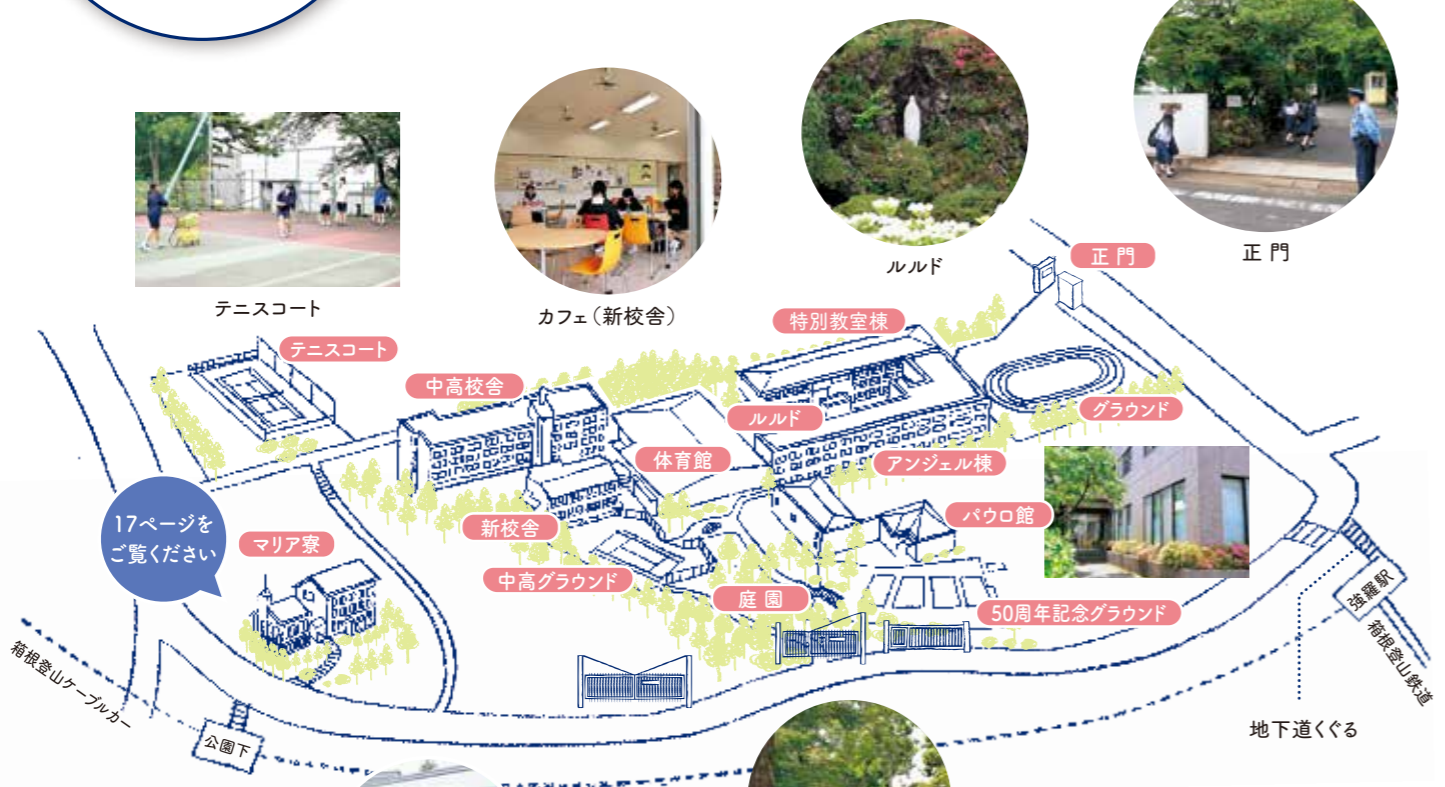 テニスコート
カフェ（新校舎）
ルルド
正 門
正 門
特別教室棟
テニスコート
中高校舎
ルルド
グラウンド
体育館
アンジェル棟
17ページを
ご覧ください
新校舎
パウロ館
マリア寮
中高グラウンド
庭 園
50周年記念グラウンド
強羅駅
箱根登山鉄道
箱根登山ケーブルカー
公園下
地下道くぐる